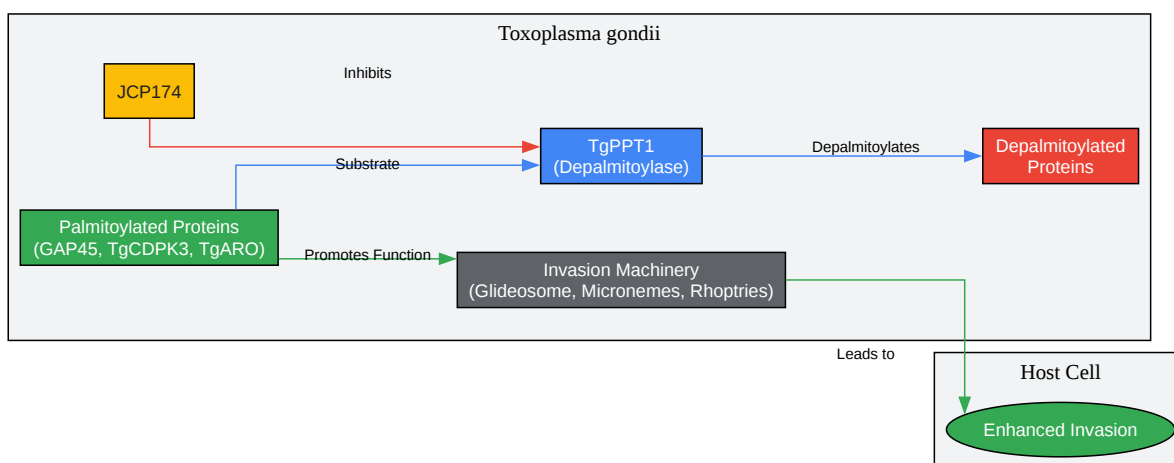 Toxoplasma gondii
Inhibits
JCP174
TgPPT1
(Depalmitoylase)
Depalmitoylates
Depalmitoylated
Proteins
Substrate
Palmitoylated Proteins
(GAP45, TgCDPK3, TgARO)
Promotes Function
Invasion Machinery
(Glideosome, Micronemes, Rhoptries)
Leads to
Host Cell
Enhanced Invasion